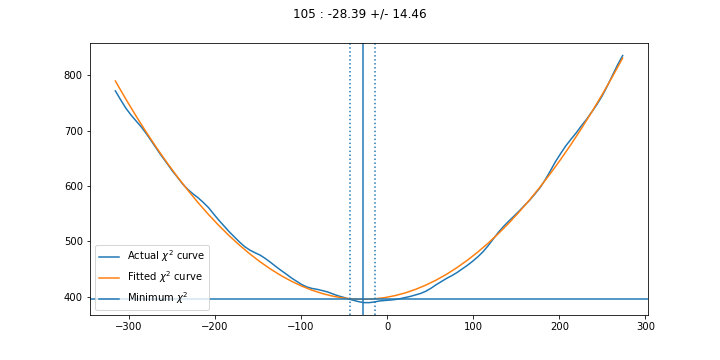 105 : -28.39 +/- 14.46
800
700
600
500
400
Actual χ² curve
Fitted χ² curve
Minimum χ²
−300 −200 −100 0 100 200 300